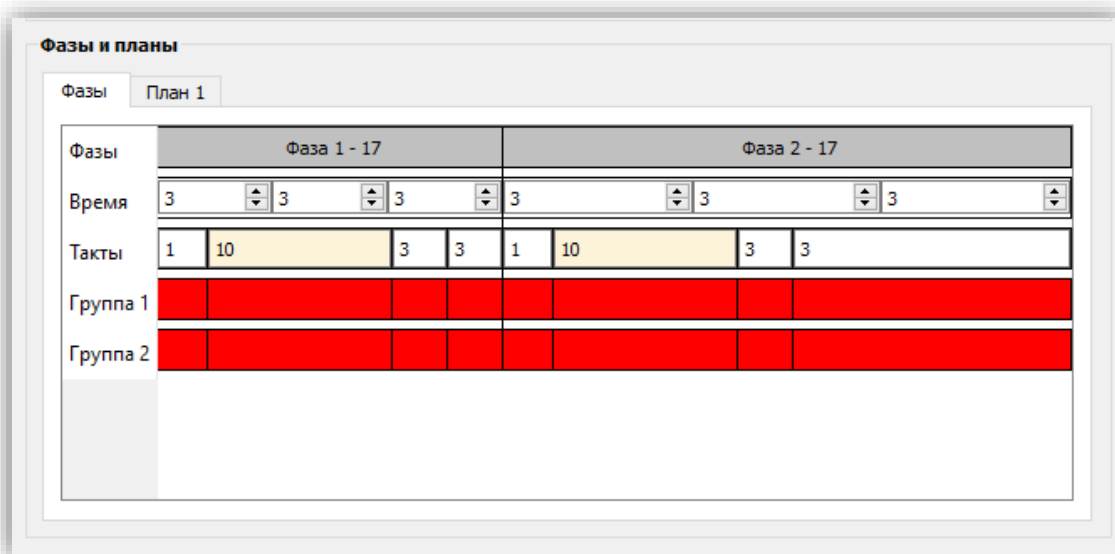 Фазы и планы
Фазы План 1
Фазы Фаза 1 - 17 Фаза 2 - 17
Время 3 3 3 3 3 3
Такты 1 10 3 3 1 10 3 3
Группа 1
Группа 2